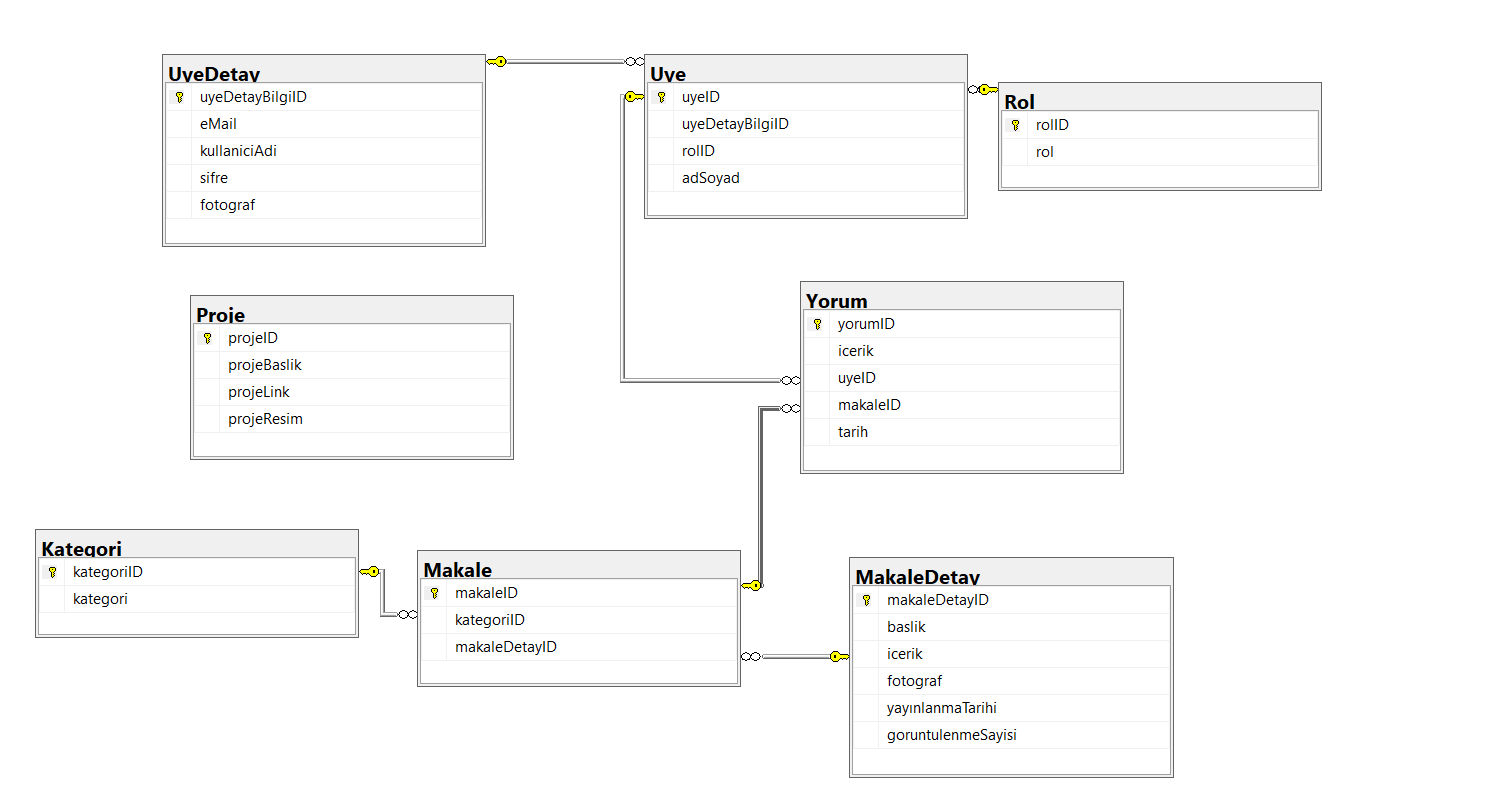 UyeDetay
uyeDetayBilgiID
eMail
kullaniciAdi
sifre
fotograf
Uye
uyeID
uyeDetayBilgiID
rolID
adSoyad
Rol
rolID
rol
Proje
projeID
projeBaslik
projeLink
projeResim
Yorum
yorumID
icerik
uyeID
makaleID
tarih
Kategori
kategoriID
kategori
Makale
makaleID
kategoriID
makaleDetayID
MakaleDetay
makaleDetayID
baslik
icerik
fotograf
yayınlanmaTarihi
goruntulenmeSayisi